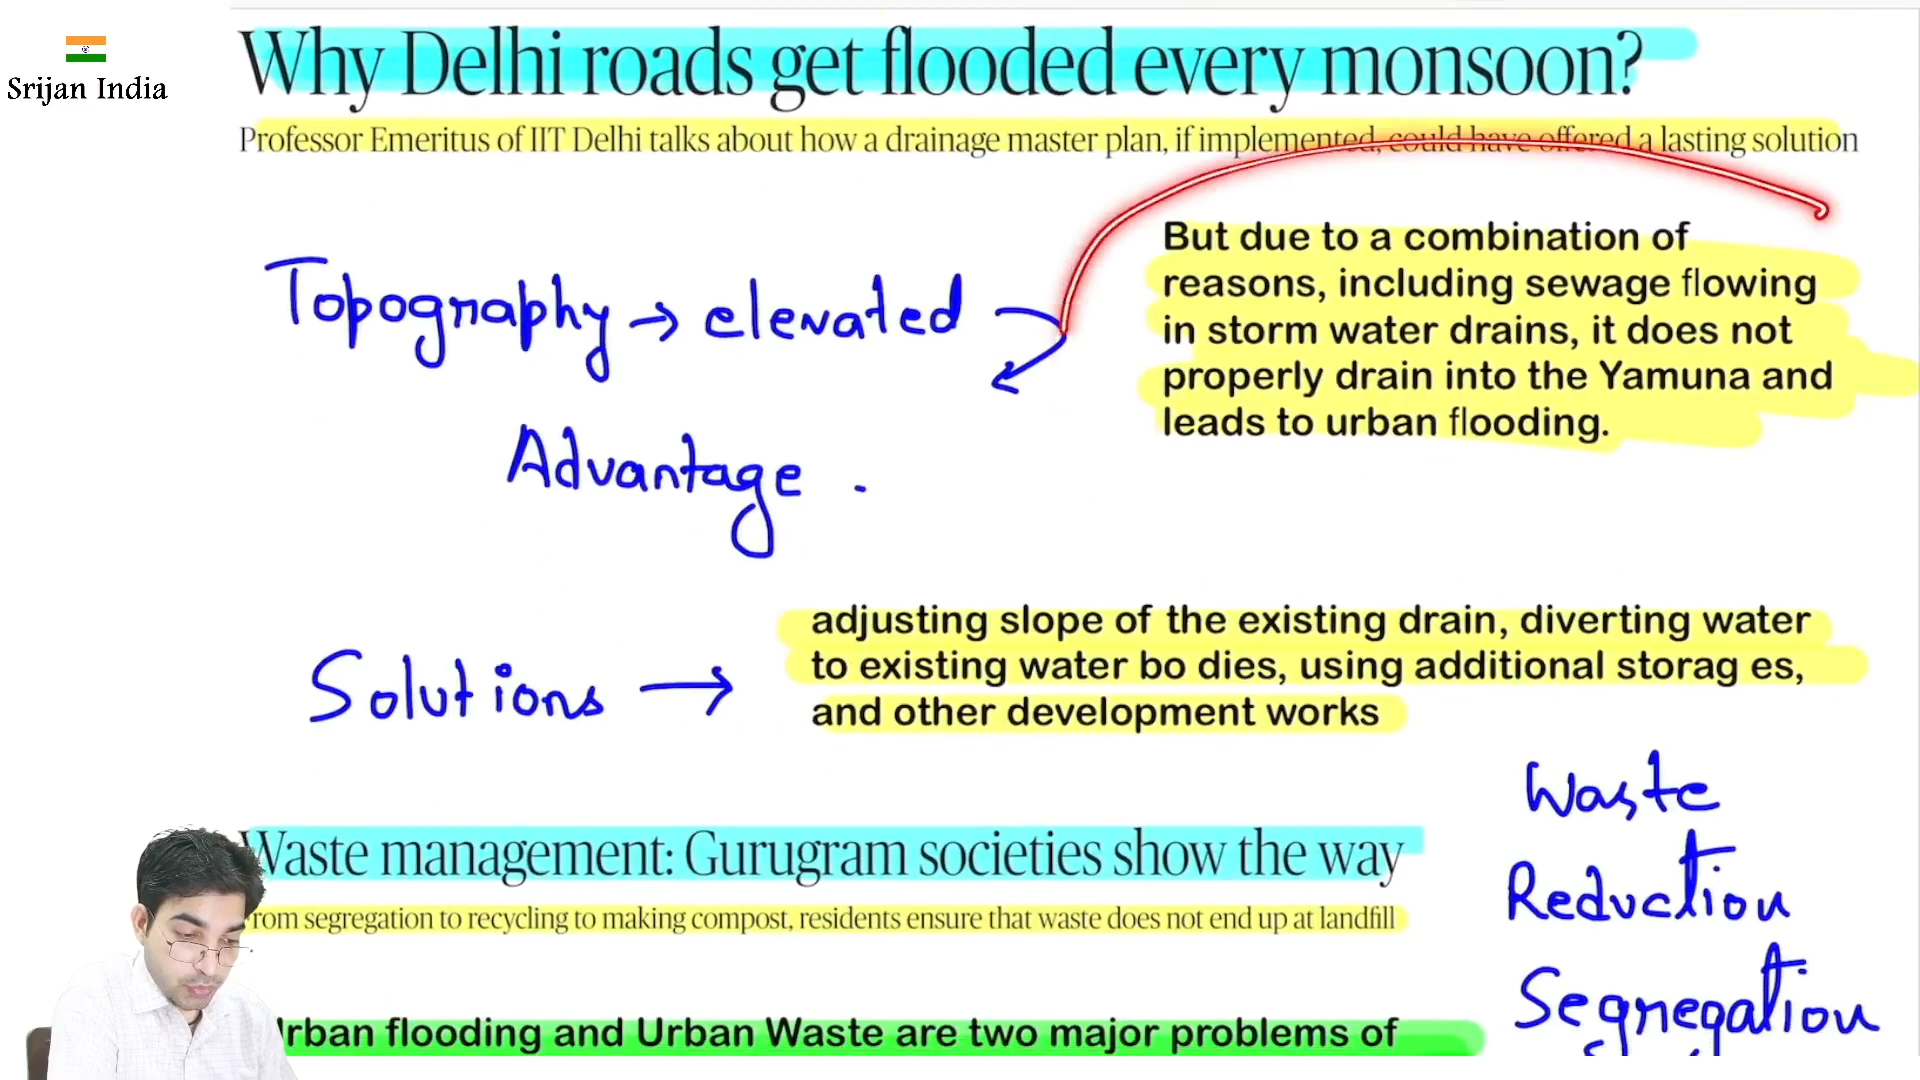 Srijan India
Why Delhi roads get flooded every monsoon?
Professor Emeritus of IIT Delhi talks about how a drainage master plan, if implemented, could have offered a lasting solution
Topography → elevated
Advantage .
But due to a combination of
reasons, including sewage flowing
in storm water drains, it does not
properly drain into the Yamuna and
leads to urban flooding.
Solutions →
adjusting slope of the existing drain, diverting water
to existing water bo dies, using additional storag es,
and other development works
Waste
Reduction
Segregation
Waste management: Gurugram societies show the way
rom segregation to recycling to making compost, residents ensure that waste does not end up at landfill
rban flooding and Urban Waste are two major problems of